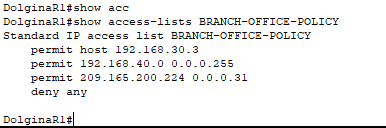 DolginaR1#show acc
DolginaR1#show access-lists BRANCH-OFFICE-POLICY
Standard IP access list BRANCH-OFFICE-POLICY
    permit host 192.168.30.3
    permit 192.168.40.0 0.0.0.255
    permit 209.165.200.224 0.0.0.31
    deny any
DolginaR1#